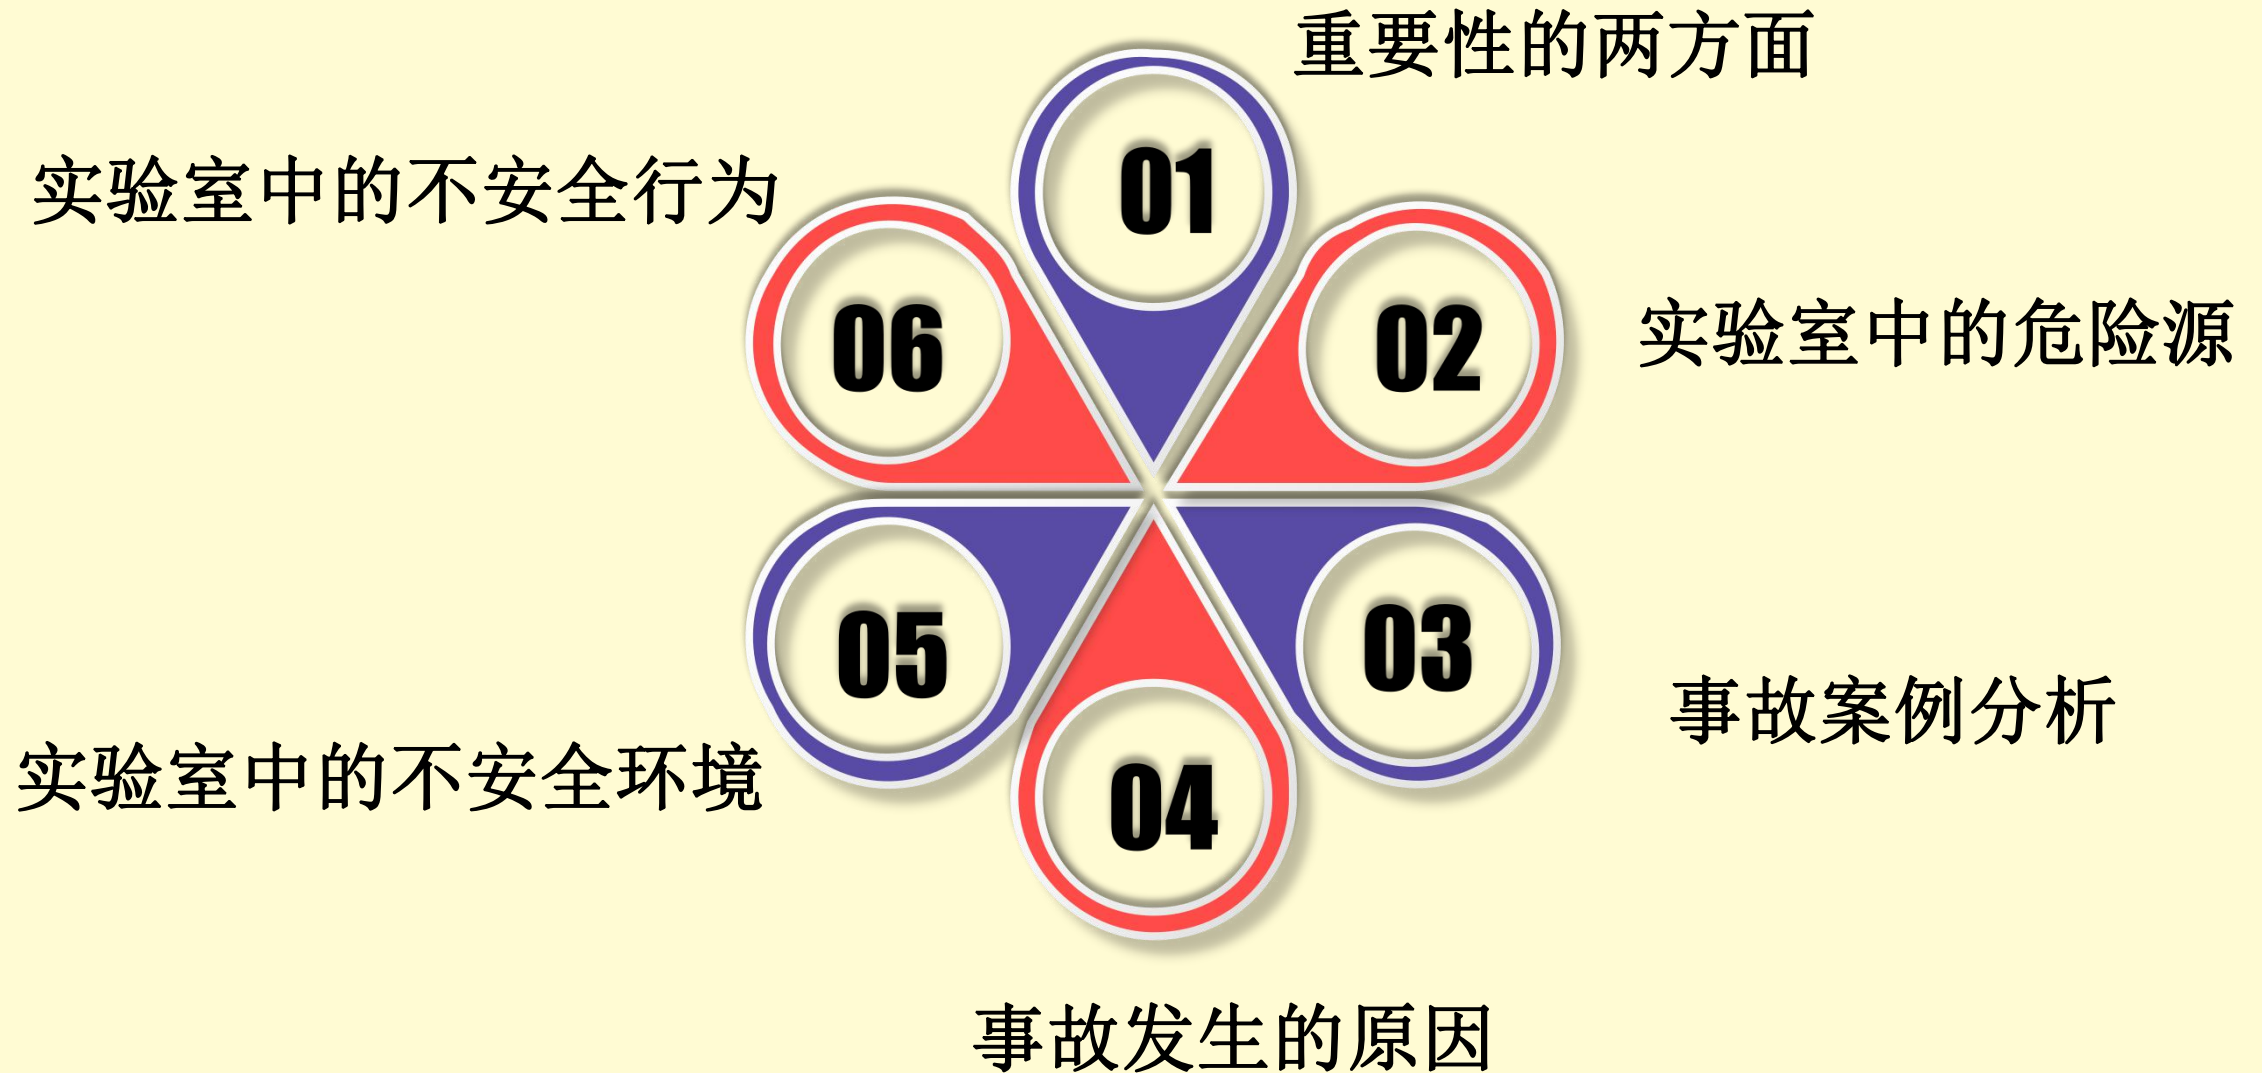 01
重要性的两方面
02
实验室中的危险源
03
事故案例分析
04
事故发生的原因
05
实验室中的不安全环境
06
实验室中的不安全行为